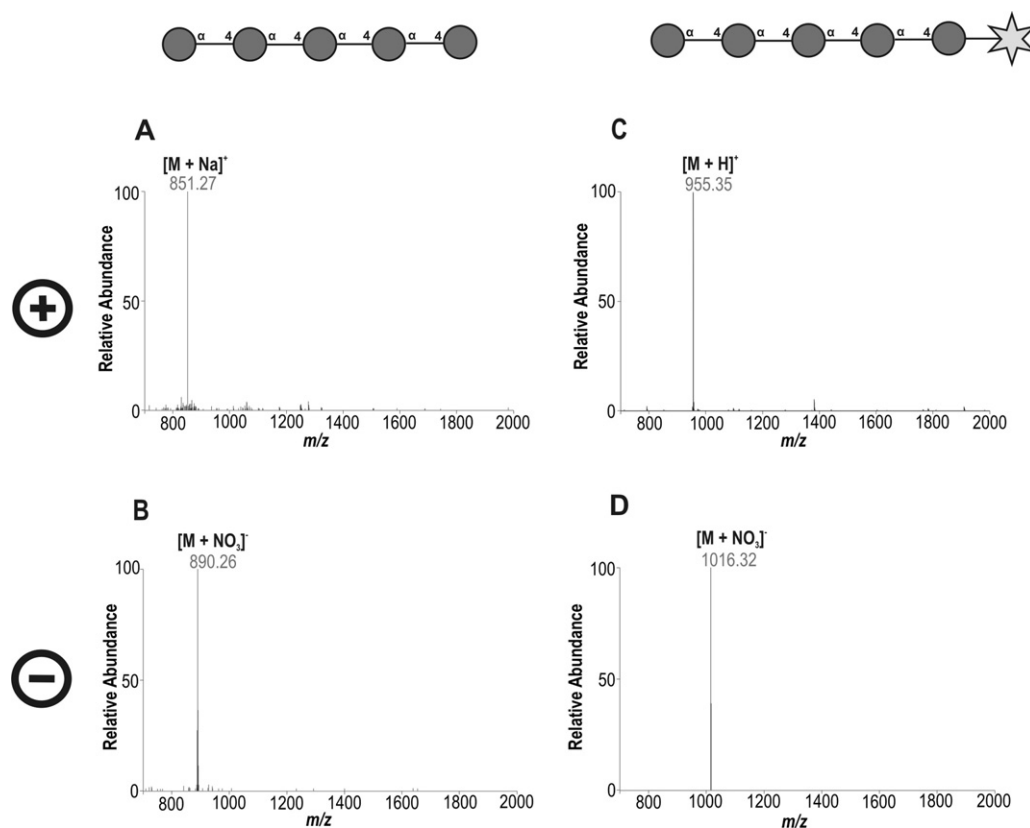 α 4 α 4 α 4 α 4
α 4 α 4 α 4 α 4
A
[M + Na]⁺
851.27
100
50
0
Relative Abundance
800 1000 1200 1400 1600 1800 2000
m/z
C
[M + H]⁺
955.35
100
50
0
Relative Abundance
800 1000 1200 1400 1600 1800 2000
m/z
+
B
[M + NO₃]⁻
890.26
100
50
0
Relative Abundance
800 1000 1200 1400 1600 1800 2000
m/z
D
[M + NO₃]⁻
1016.32
100
50
0
Relative Abundance
800 1000 1200 1400 1600 1800 2000
m/z
−